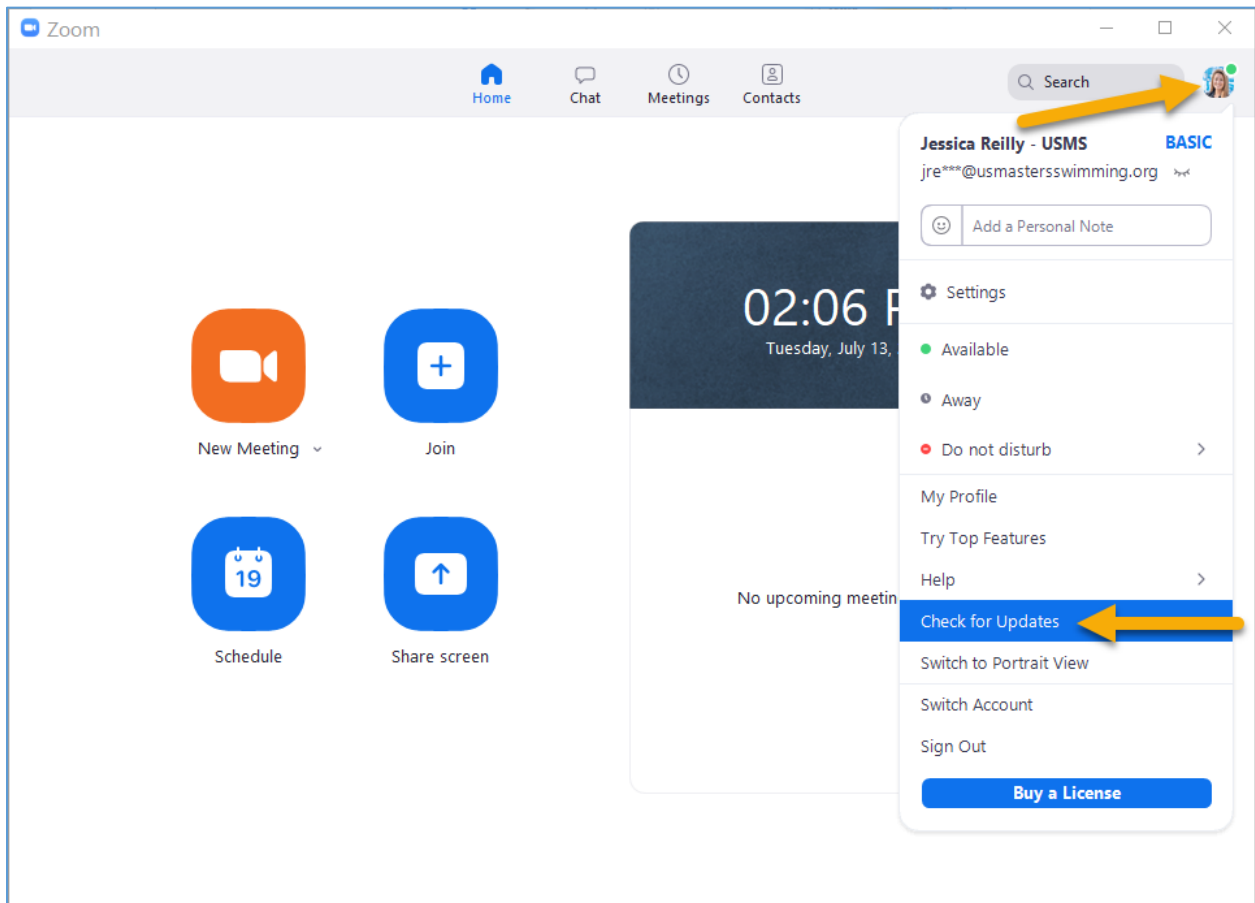 Zoom
Home
Chat
Meetings
Contacts
Search
Jessica Reilly - USMS BASIC
jre***@usmastersswimming.org
Add a Personal Note
Settings
Available
Away
Do not disturb
My Profile
Try Top Features
Help
Check for Updates
Switch to Portrait View
Switch Account
Sign Out
Buy a License
02:06
Tuesday, July 13,
No upcoming
New Meeting
Join
19
Schedule
Share screen